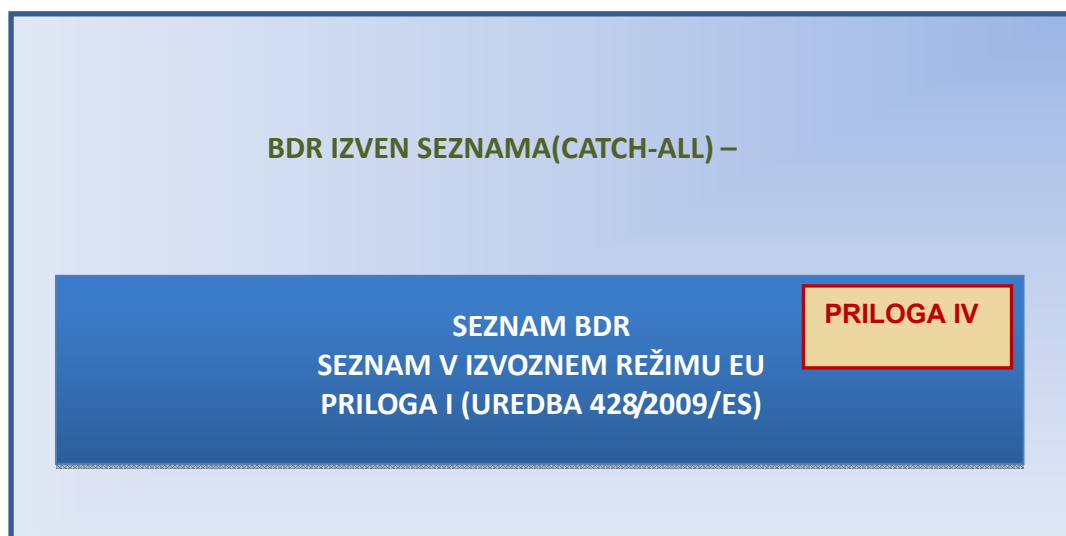 BDR IZVEN SEZNAMA(CATCH-ALL) –
PRILOGA IV
SEZNAM BDR
SEZNAM V IZVOZNEM REŽIMU EU
PRILOGA I (UREDBA 428/2009/ES)